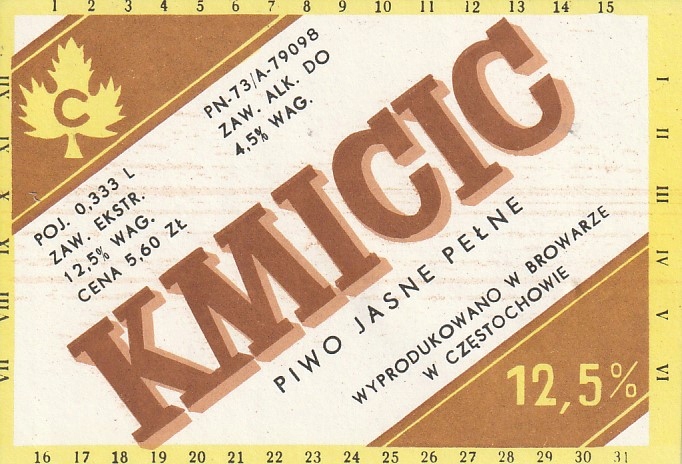 1 2 3 4 5 6 7 8 9 10 11 12 13 14 15
C
PN-73/A-79098
ZAW. ALK. DO
4,5% WAG.
POJ. 0,333 L
ZAW. EKSTR.
12,5% WAG.
CENA 5,60 ZŁ
KMICIC
PIWO JASNE PEŁNE
WYPRODUKOWANO W BROWARZE
W CZESTOCHOWIE
12,5%
XII
XI
X
IX
VIII
VII
I
II
III
IV
V
VI
16 17 18 19 20 21 22 23 24 25 26 27 28 29 30 31